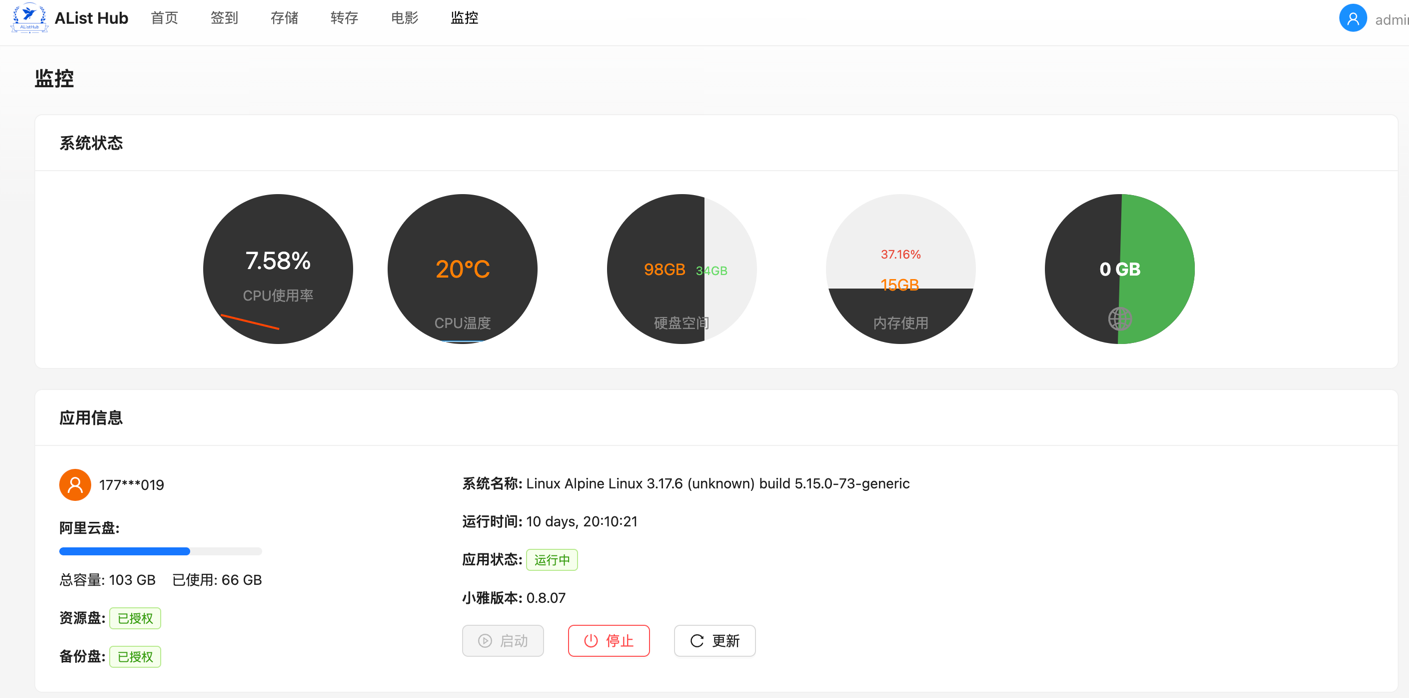 AList Hub 首页 签到 存储 转存 电影 监控 admin
监控
系统状态
7.58%
CPU使用率
20°C
CPU温度
98GB 34GB
硬盘空间
37.16%
15GB
内存使用
0 GB
应用信息
177***019
阿里云盘:
总容量: 103 GB 已使用: 66 GB
资源盘: 已授权
备份盘: 已授权
系统名称: Linux Alpine Linux 3.17.6 (unknown) build 5.15.0-73-generic
运行时间: 10 days, 20:10:21
应用状态: 运行中
小雅版本: 0.8.07
启动 停止 更新